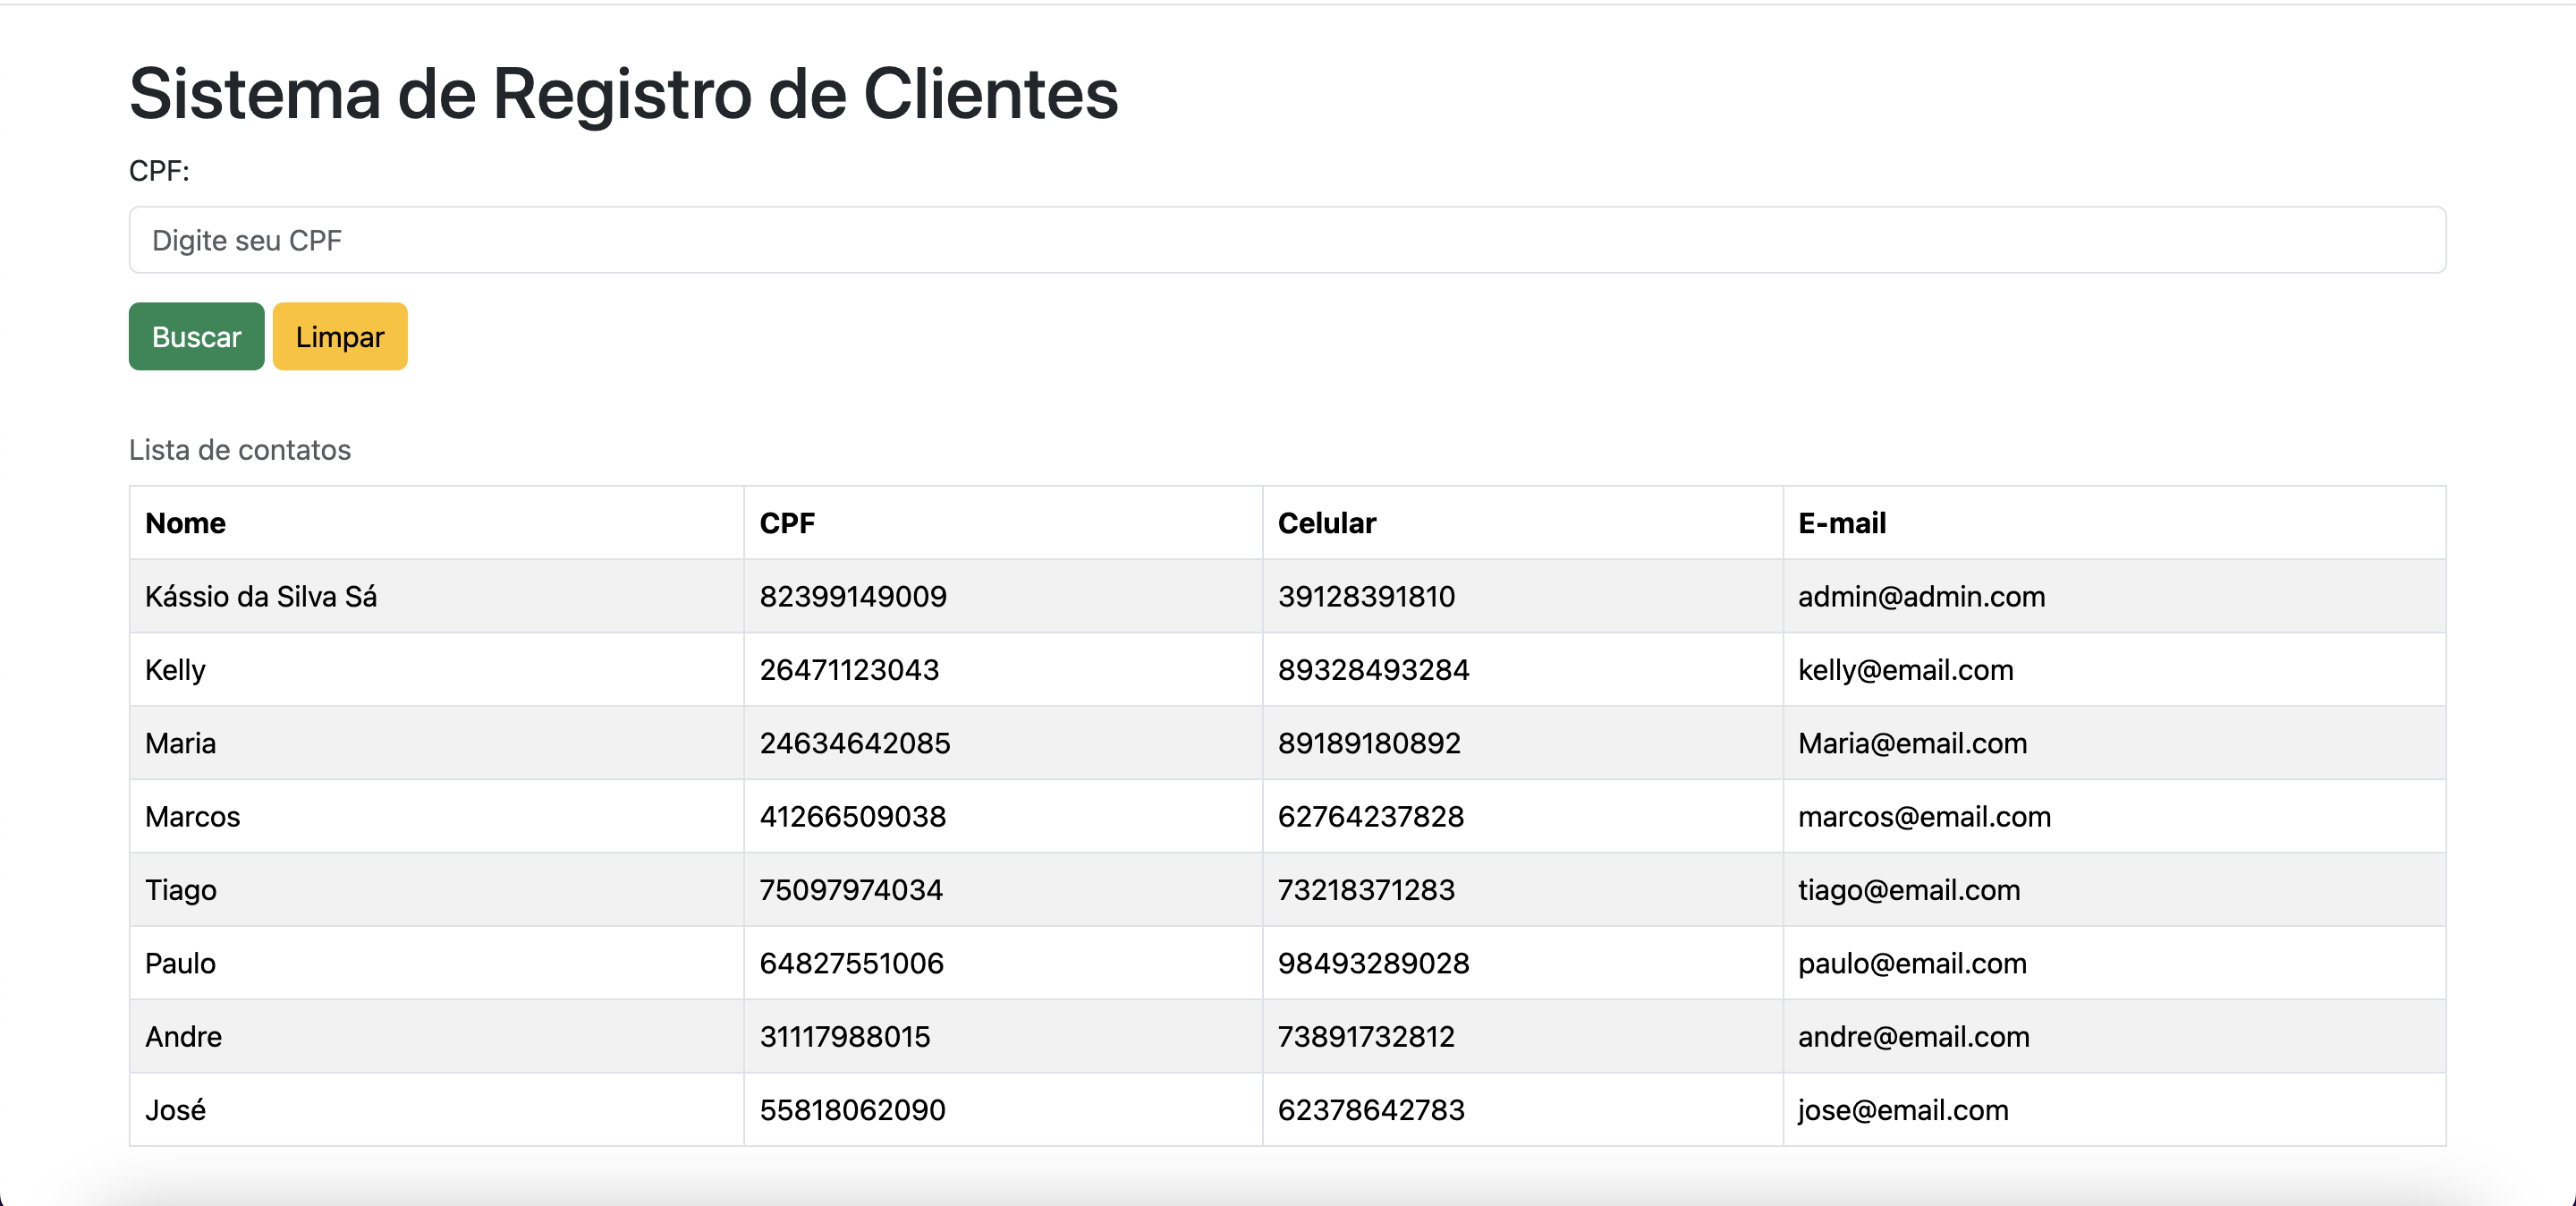 Sistema de Registro de Clientes
CPF:
Digite seu CPF
Buscar Limpar
Lista de contatos
Nome CPF Celular E-mail
Kássio da Silva Sá 82399149009 39128391810 admin@admin.com
Kelly 26471123043 89328493284 kelly@email.com
Maria 24634642085 89189180892 Maria@email.com
Marcos 41266509038 62764237828 marcos@email.com
Tiago 75097974034 73218371283 tiago@email.com
Paulo 64827551006 98493289028 paulo@email.com
Andre 31117988015 73891732812 andre@email.com
José 55818062090 62378642783 jose@email.com